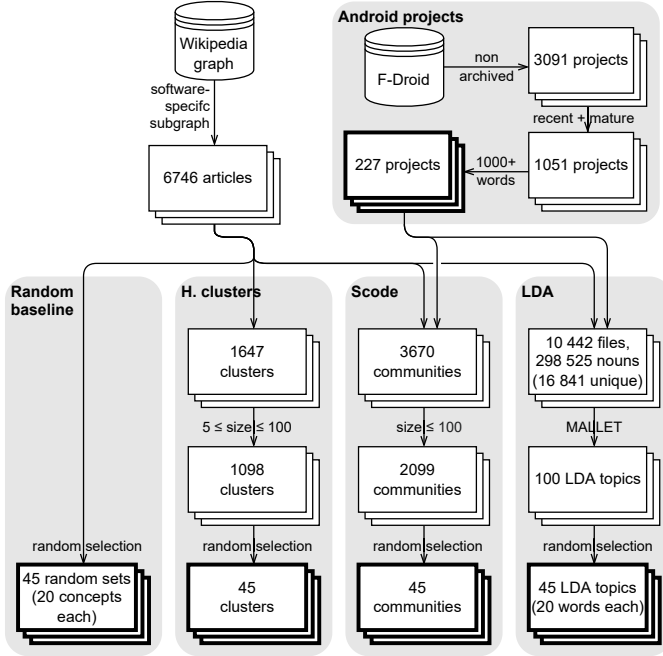 Wikipedia
graph
software-
specifc
subgraph
6746 articles
Android projects
F-Droid
non
archived
3091 projects
recent + mature
1051 projects
1000+
words
227 projects
Random
baseline
random selection
45 random sets
(20 concepts
each)
H. clusters
1647
clusters
5 ≤ size ≤ 100
1098
clusters
random selection
45
clusters
Scode
3670
communities
size ≤ 100
2099
communities
random selection
45
communities
LDA
10 442 files,
298 525 nouns
(16 841 unique)
MALLET
100 LDA topics
random selection
45 LDA topics
(20 words each)